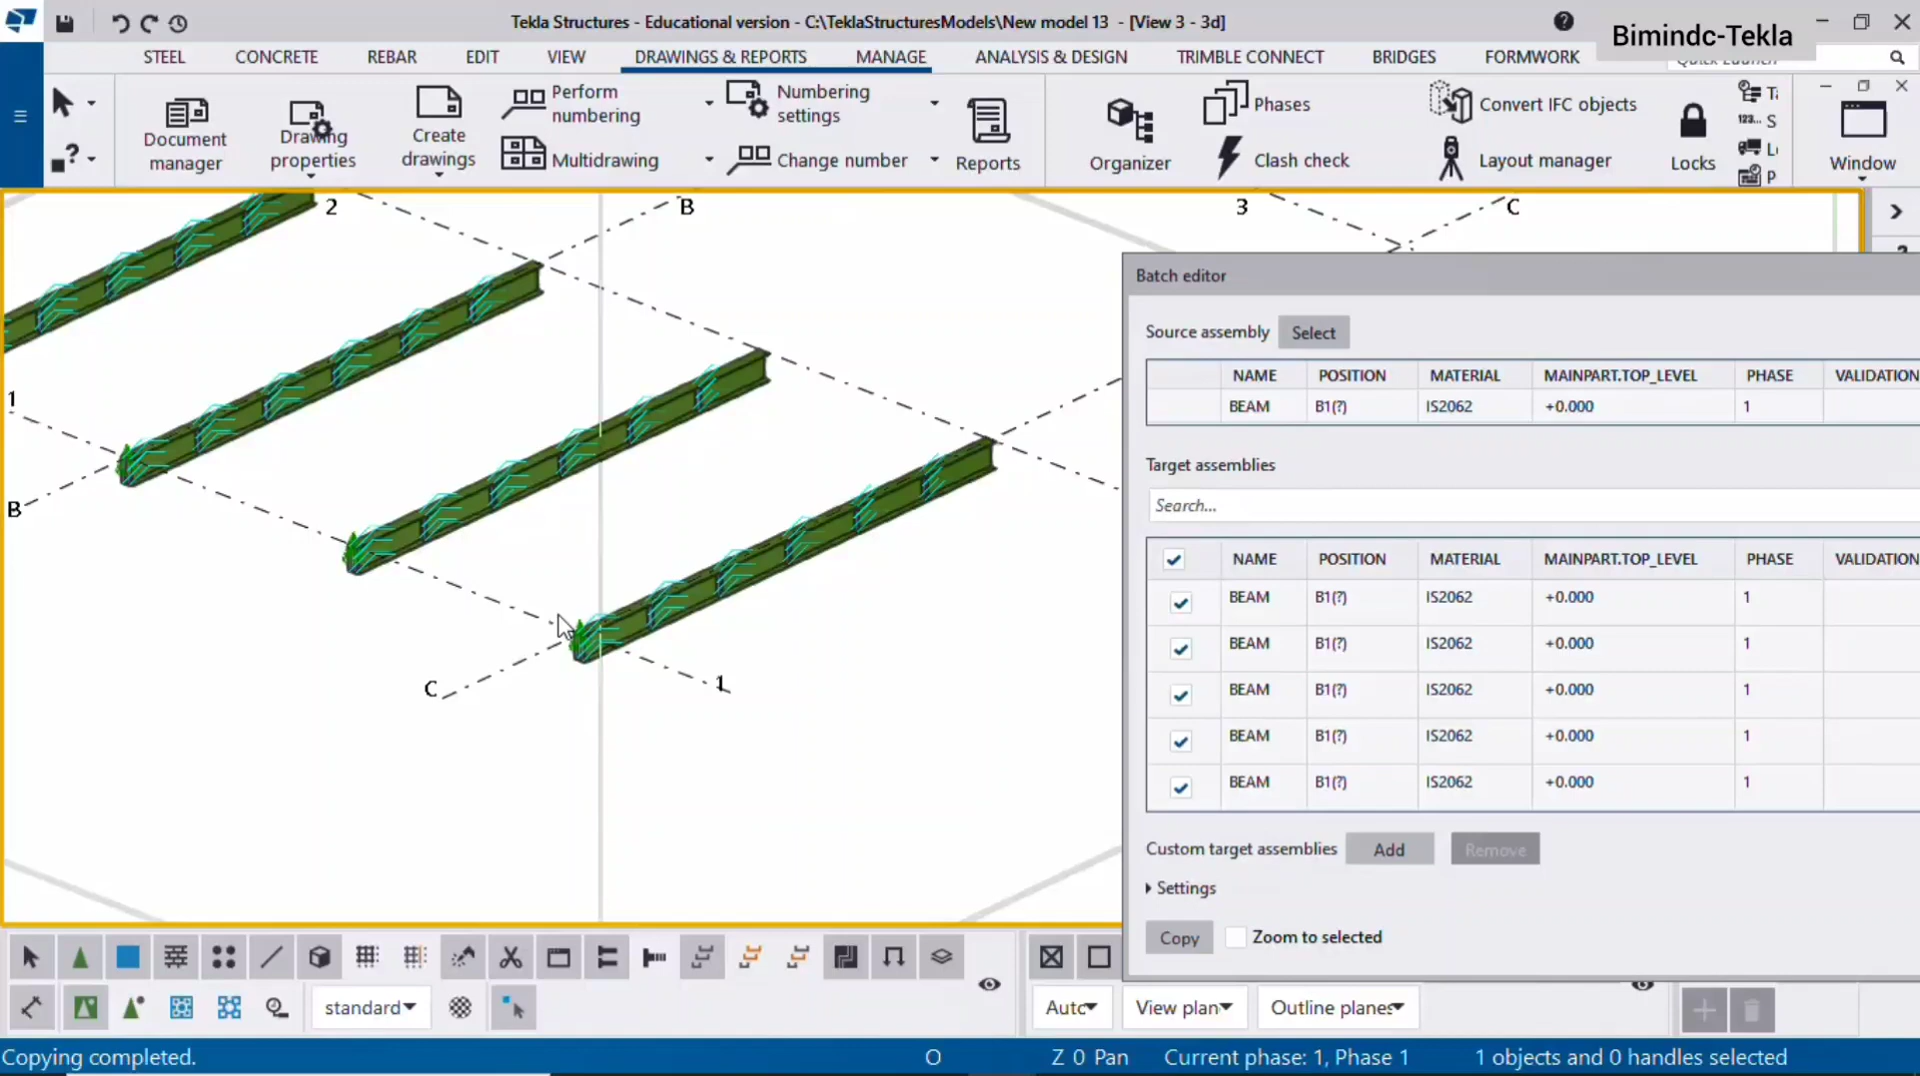 Tekla Structures - Educational version - C:\TeklaStructuresModels\New model 13 - [View 3 - 3d]
Bimindc-Tekla
STEEL CONCRETE REBAR EDIT VIEW DRAWINGS & REPORTS MANAGE ANALYSIS & DESIGN TRIMBLE CONNECT BRIDGES FORMWORK
Document manager
Drawing properties
Create drawings
Perform numbering
Multidrawing
Numbering settings
Change number
Reports
Organizer
Phases
Clash check
Convert IFC objects
Layout manager
Locks
Window
2 B 3 C
1
B
C 1
Batch editor
Source assembly Select
NAME POSITION MATERIAL MAINPART.TOP_LEVEL PHASE VALIDATION
BEAM B1(?) IS2062 +0.000 1
Target assemblies
Search...
NAME POSITION MATERIAL MAINPART.TOP_LEVEL PHASE VALIDATION
BEAM B1(?) IS2062 +0.000 1
BEAM B1(?) IS2062 +0.000 1
BEAM B1(?) IS2062 +0.000 1
BEAM B1(?) IS2062 +0.000 1
BEAM B1(?) IS2062 +0.000 1
Custom target assemblies Add Remove
Settings
Copy Zoom to selected
standard
Auto View plan Outline planes
Copying completed. O Z 0 Pan Current phase: 1, Phase 1 1 objects and 0 handles selected